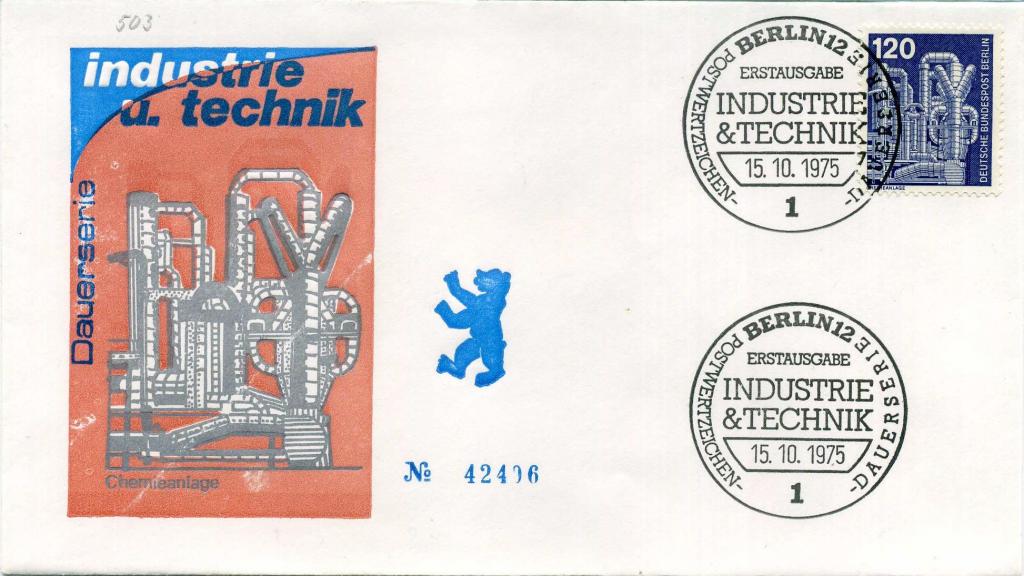 503
industrie
u. technik
Dauerserie
Chemieanlage
№ 42406
BERLIN 12
POSTWERTZEICHEN-
-DAUERSERIE
ERSTAUSGABE
INDUSTRIE
&TECHNIK
15.10.1975
1
120
DEUTSCHE BUNDESPOST BERLIN
BERLIN 12
POSTWERTZEICHEN-
-DAUERSERIE
ERSTAUSGABE
INDUSTRIE
&TECHNIK
15.10.1975
1